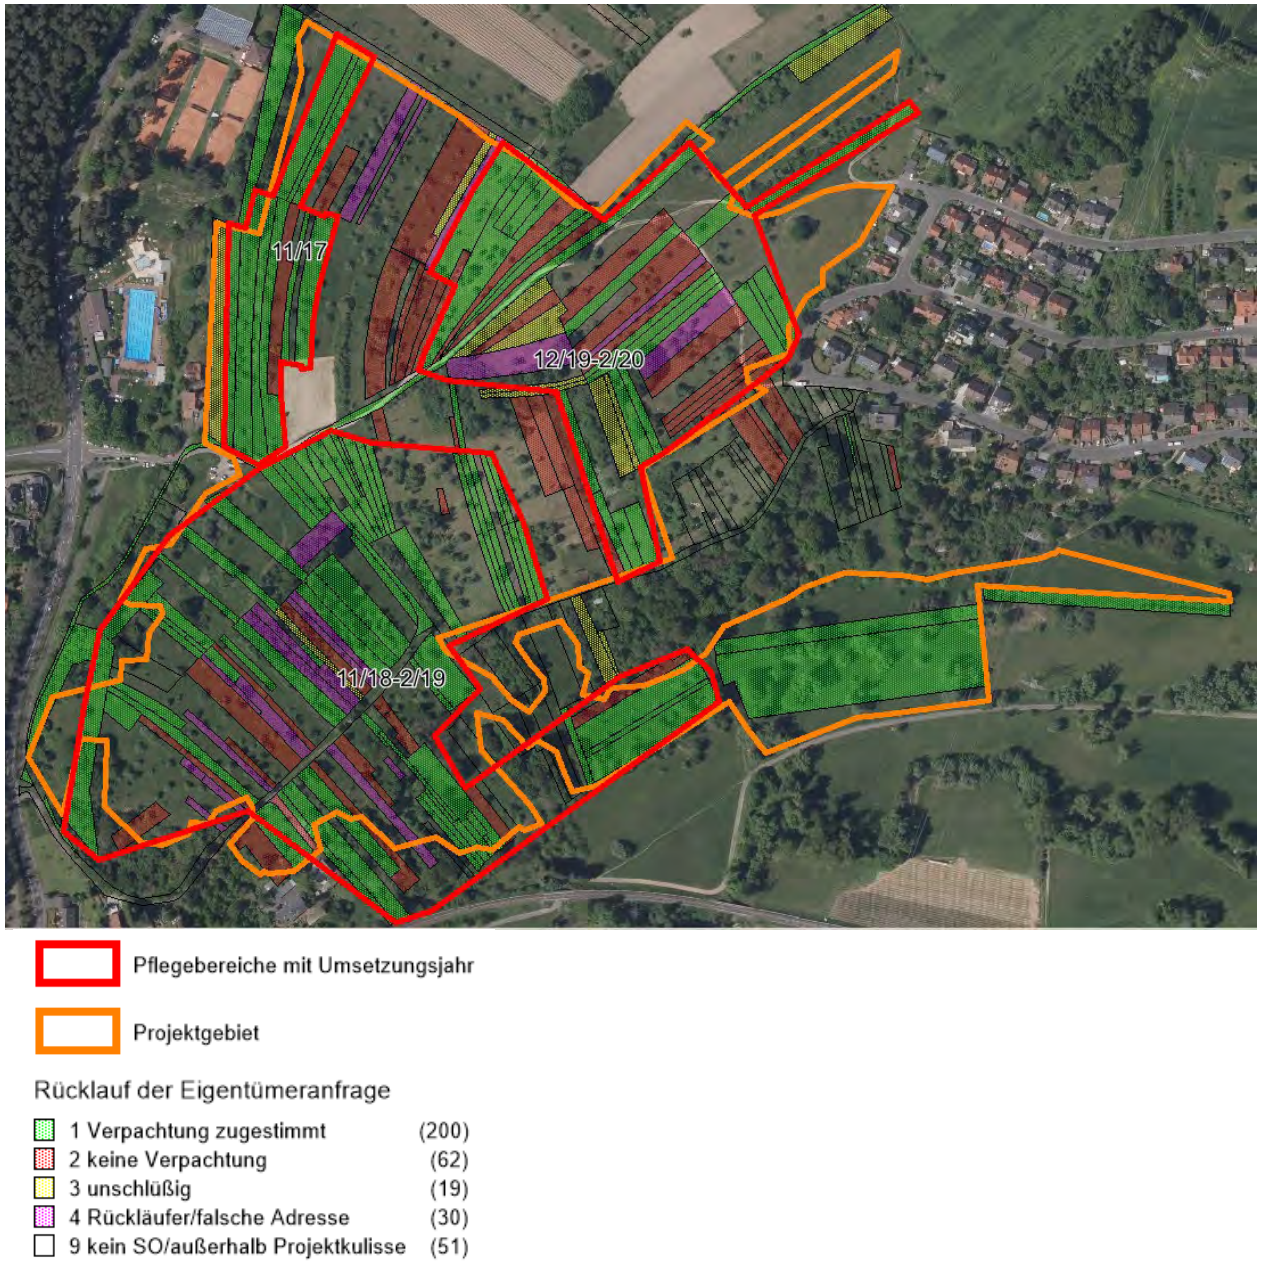 11/17
12/19-2/20
11/18-2/19
Pflegebereiche mit Umsetzungsjahr
Projektgebiet
Rücklauf der Eigentümeranfrage
1 Verpachtung zugestimmt (200)
2 keine Verpachtung (62)
3 unschlüßig (19)
4 Rückläufer/falsche Adresse (30)
9 kein SO/außerhalb Projektkulisse (51)